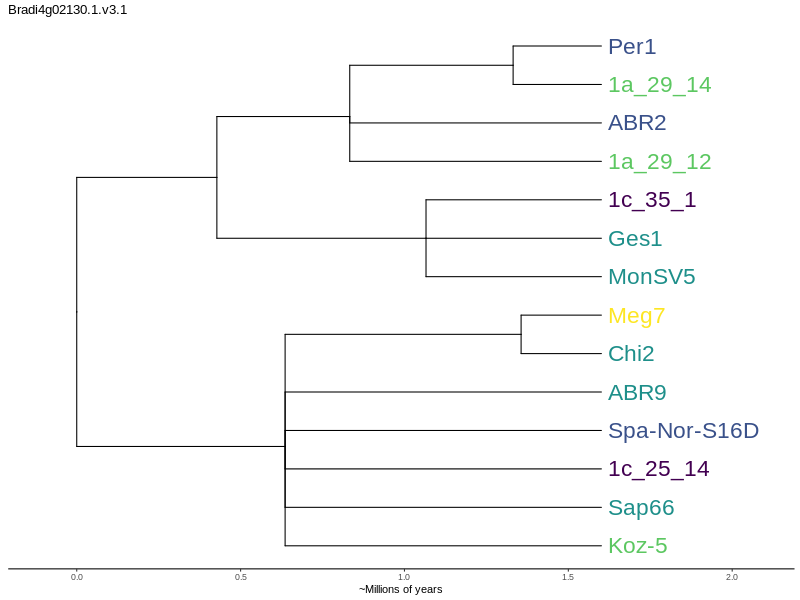 Bradi4g02130.1.v3.1
Per1
1a_29_14
ABR2
1a_29_12
1c_35_1
Ges1
MonSV5
Meg7
Chi2
ABR9
Spa-Nor-S16D
1c_25_14
Sap66
Koz-5
0.0 0.5 1.0 1.5 2.0
~Millions of years